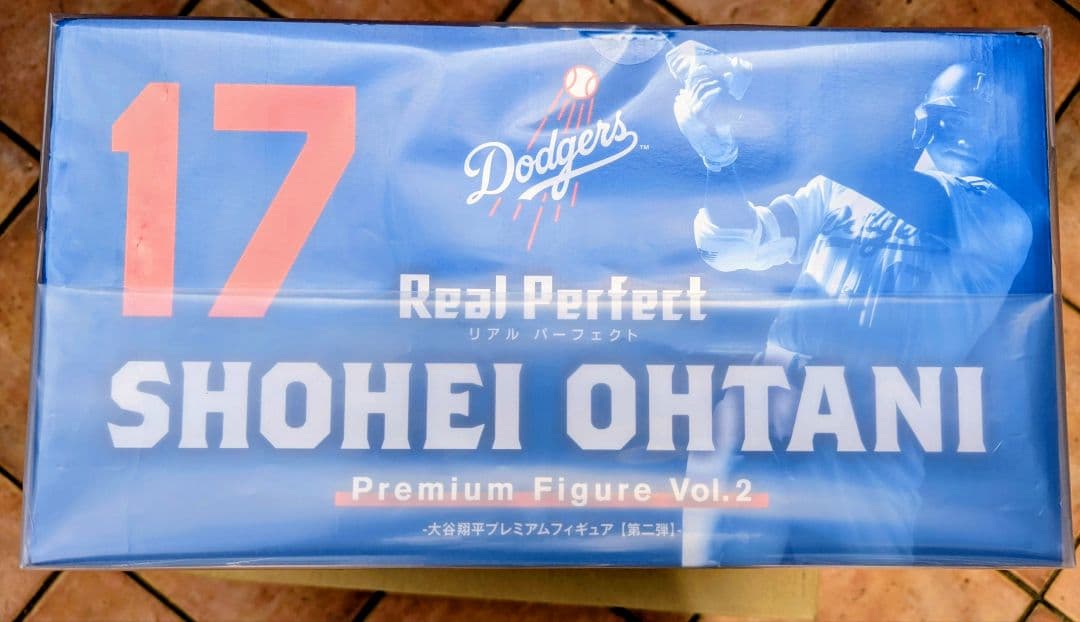 17
Dodgers™
Real Perfect
リアル パーフェクト
SHOHEI OHTANI
Premium Figure Vol.2
-大谷翔平プレミアムフィギュア【第二弾】-